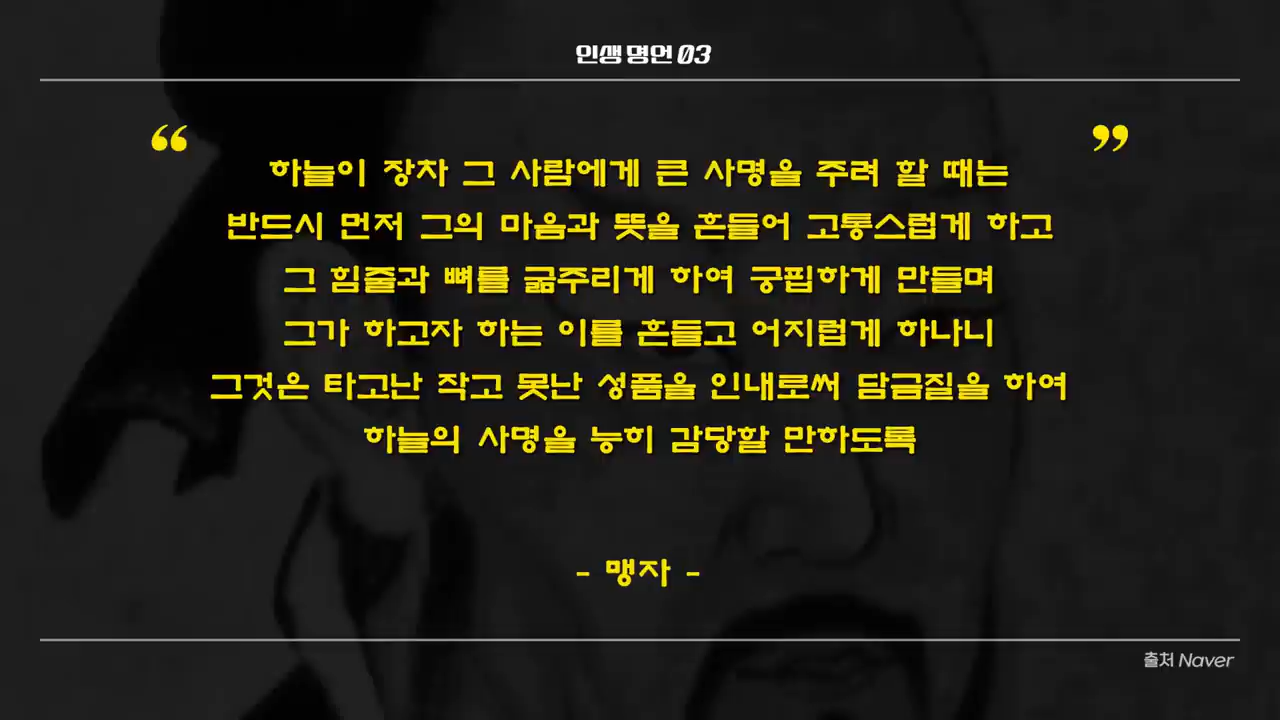 인생 명언 03
“ ”
하늘이 장차 그 사람에게 큰 사명을 주려 할 때는
반드시 먼저 그의 마음과 뜻을 흔들어 고통스럽게 하고
그 힘줄과 뼈를 굶주리게 하여 궁핍하게 만들며
그가 하고자 하는 이를 흔들고 어지럽게 하나니
그것은 타고난 작고 못난 성품을 인내로써 담금질을 하여
하늘의 사명을 능히 감당할 만하도록
- 맹자 -
출처 Naver